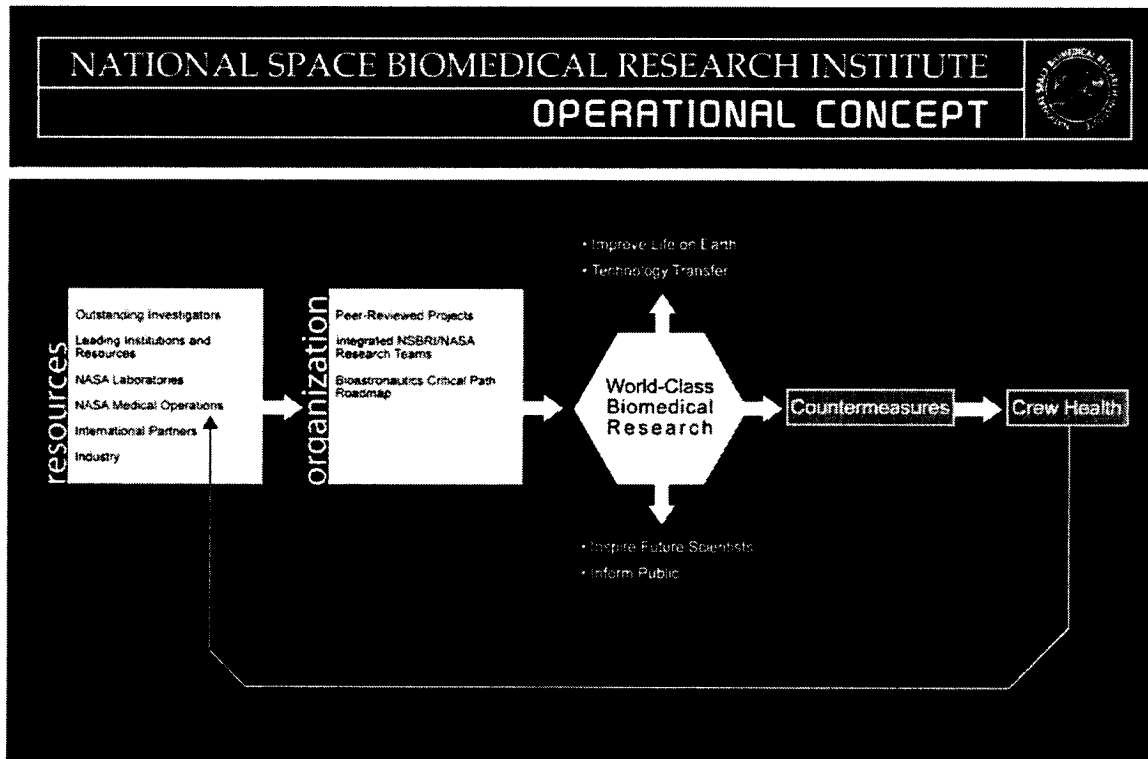 NATIONAL SPACE BIOMEDICAL RESEARCH INSTITUTE
OPERATIONAL CONCEPT
resources
Outstanding Investigators
Leading Institutions and
Resources
NASA Laboratories
NASA Medical Operations
International Partners
Industry
organization
Peer-Reviewed Projects
Integrated NSBRI/NASA
Research Teams
Bioastronautics Critical Path
Roadmap
• Improve Life on Earth
• Technology Transfer
World-Class
Biomedical
Research
• Inspire Future Scientists
• Inform Public
Countermeasures
Crew Health